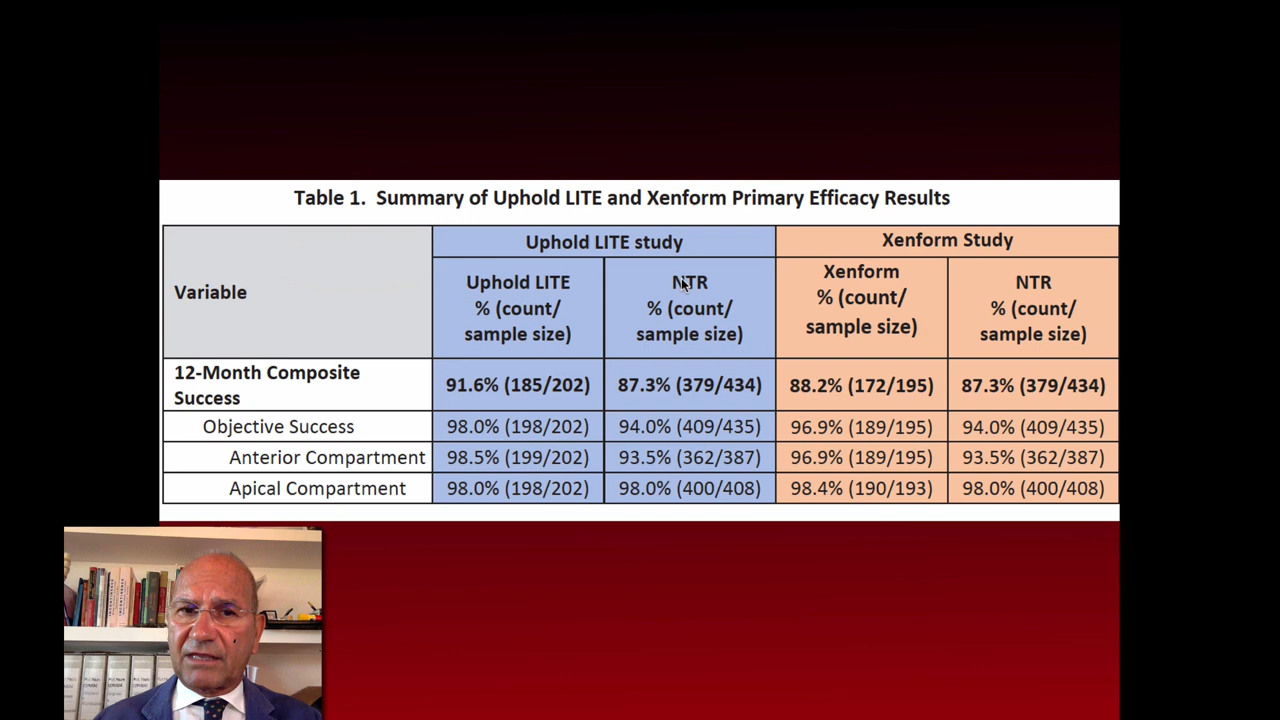 Table 1. Summary of Uphold LITE and Xenform Primary Efficacy Results
Variable
Uphold LITE study
Xenform Study
Uphold LITE
% (count/
sample size)
NTR
% (count/
sample size)
Xenform
% (count/
sample size)
NTR
% (count/
sample size)
12-Month Composite
Success
91.6% (185/202)
87.3% (379/434)
88.2% (172/195)
87.3% (379/434)
Objective Success
98.0% (198/202)
94.0% (409/435)
96.9% (189/195)
94.0% (409/435)
Anterior Compartment
98.5% (199/202)
93.5% (362/387)
96.9% (189/195)
93.5% (362/387)
Apical Compartment
98.0% (198/202)
98.0% (400/408)
98.4% (190/193)
98.0% (400/408)